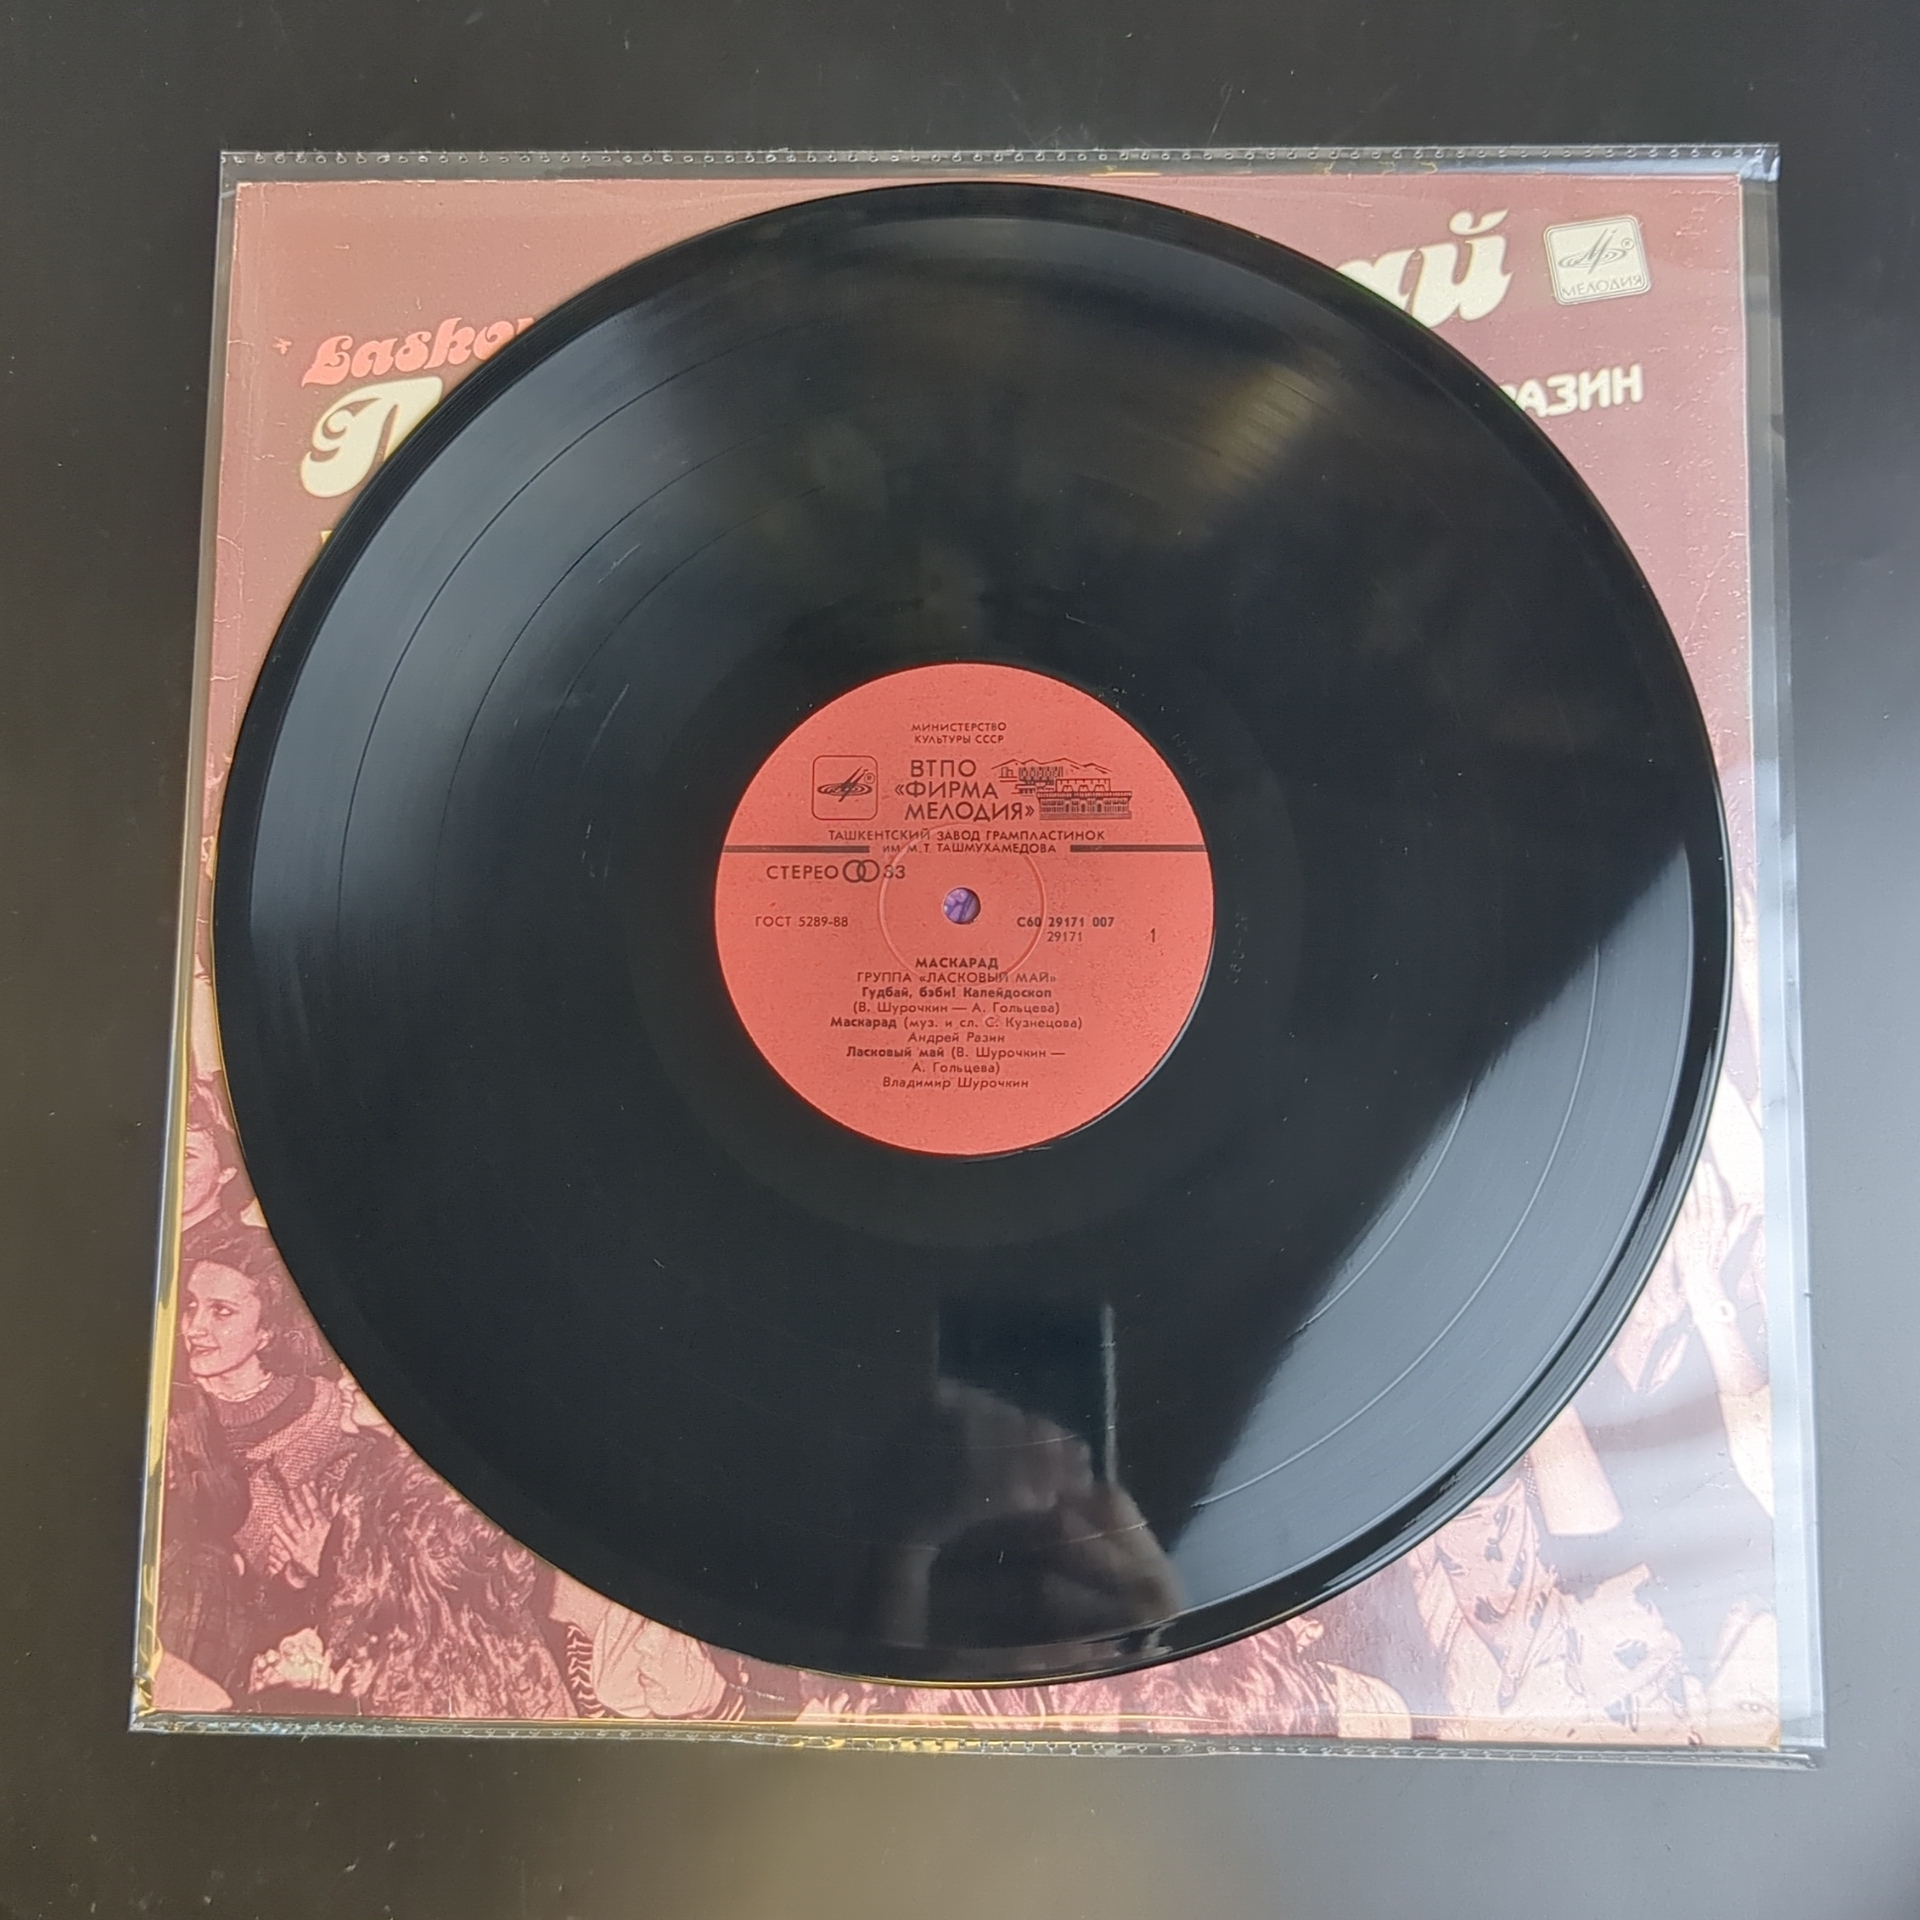 Lasko
ай
МЕЛОДИЯ
РАЗИН
МИНИСТЕРСТВО
КУЛЬТУРЫ СССР
ВТПО
«ФИРМА
МЕЛОДИЯ»
ТАШКЕНТСКИЙ ЗАВОД ГРАМПЛАСТИНОК
ИМ. М. Т. ТАШМУХАМЕДОВА
СТЕРЕО 33
ГОСТ 5289-88
С60 29171 007
29171
1
МАСКАРАД
ГРУППА «ЛАСКОВЫЙ МАЙ»
Гудбай, бэби! Калейдоскоп
(В. Шурочкин — А. Гольцева)
Маскарад (муз. и сл. С. Кузнецова)
Андрей Разин
Ласковый май (В. Шурочкин —
А. Гольцева)
Владимир Шурочкин